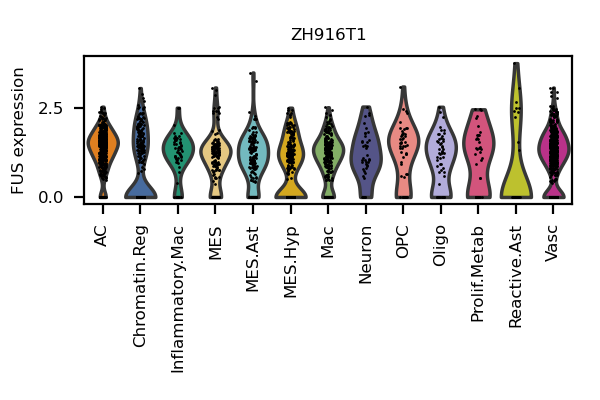 ZH916T1
FUS expression
2.5
0.0
AC
Chromatin.Reg
Inflammatory.Mac
MES
MES.Ast
MES.Hyp
Mac
Neuron
OPC
Oligo
Prolif.Metab
Reactive.Ast
Vasc